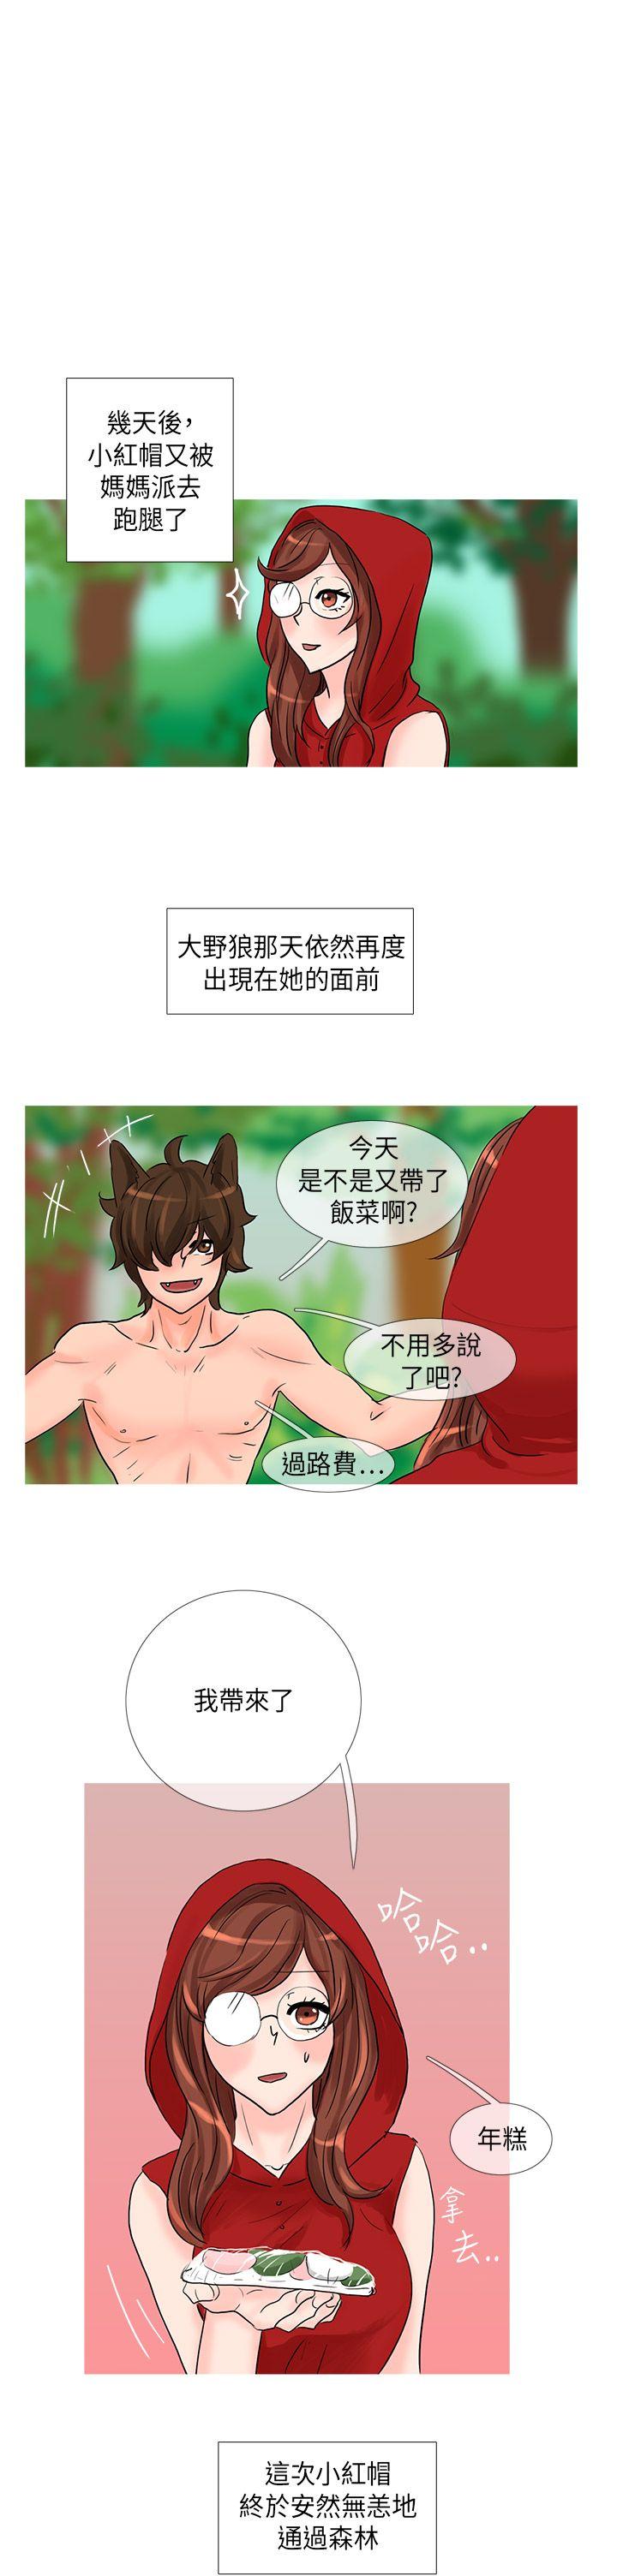 幾天後，
小紅帽又被
媽媽派去
跑腿了
大野狼那天依然再度
出現在她的面前
今天
是不是又帶了
飯菜啊?
不用多說
了吧?
過路費...
我帶來了
哈
哈..
年糕
拿
去..
這次小紅帽
終於安然無恙地
通過森林